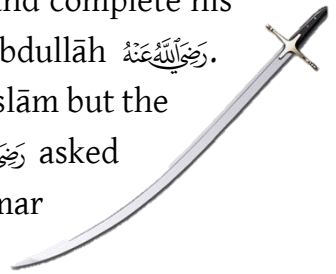 and complete his
bdullāh رَضِيَ اللَّهُ عَنْهُ.
slām but the
asked
mar